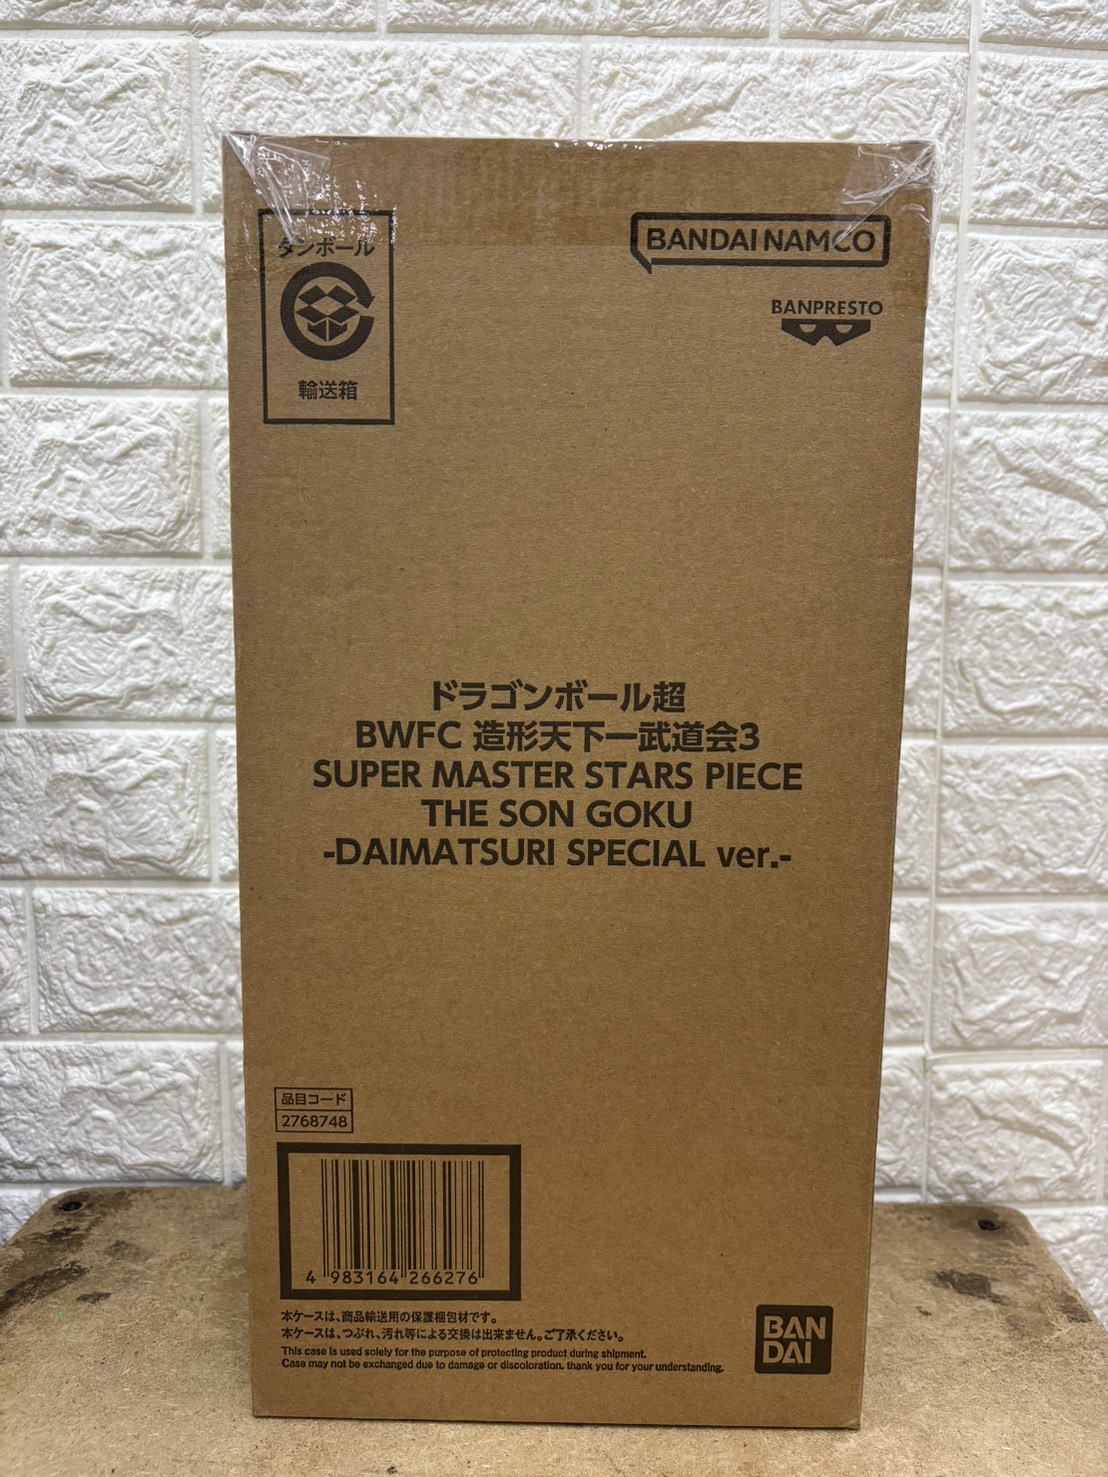 ダンボール
輸送箱
BANDAI NAMCO
BANPRESTO
ドラゴンボール超
BWFC 造形天下一武道会3
SUPER MASTER STARS PIECE
THE SON GOKU
-DAIMATSURI SPECIAL ver.-
品目コード
2768748
4 983164 266276
本ケースは、商品輸送用の保護梱包材です。
本ケースは、つぶれ、汚れ等による交換は出来ません。ご了承ください。
This case is used solely for the purpose of protecting product during shipment.
Case may not be exchanged due to damage or discoloration. thank you for your understanding.
BAN
DAI